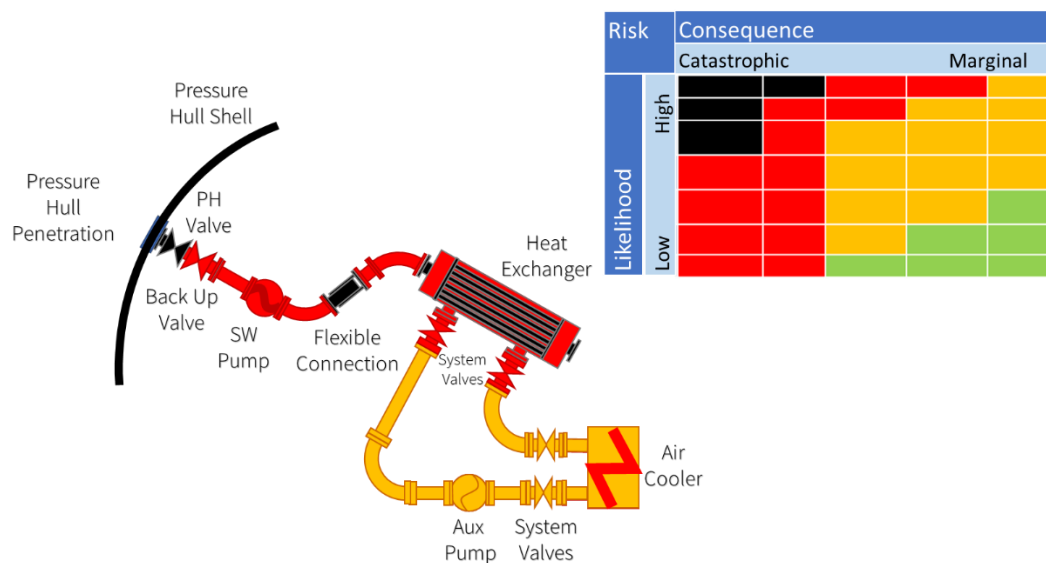 Risk
Consequence
Catastrophic
Marginal
High
Likelihood
Low
Pressure
Hull Shell
Pressure
Hull
Penetration
PH
Valve
Back Up
Valve
SW
Pump
Flexible
Connection
Heat
Exchanger
System
Valves
Air
Cooler
Aux
Pump
System
Valves